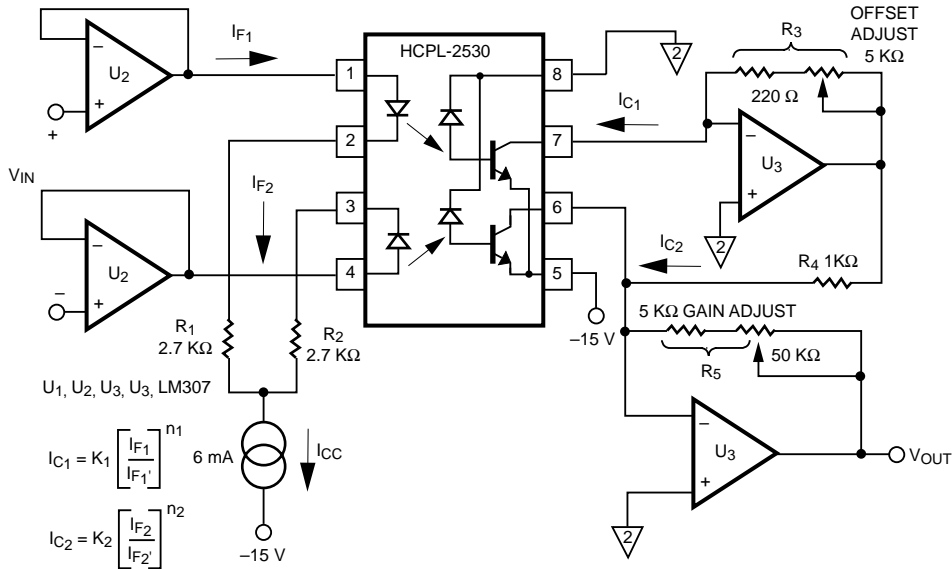 HCPL-2530
U2
−
+
+
IF1
VIN
U2
−
+
−
IF2
1
2
3
4
8
7
6
5
2
IC1
R3
OFFSET
ADJUST
5 KΩ
220 Ω
−
+
U3
2
IC2
R4 1KΩ
–15 V
5 KΩ GAIN ADJUST
R5
50 KΩ
−
+
U3
2
VOUT
R1
2.7 KΩ
R2
2.7 KΩ
U1, U2, U3, U3, LM307
6 mA
ICC
–15 V
IC1 = K1 [IF1 / IF1']n1
IC2 = K2 [IF2 / IF2']n2